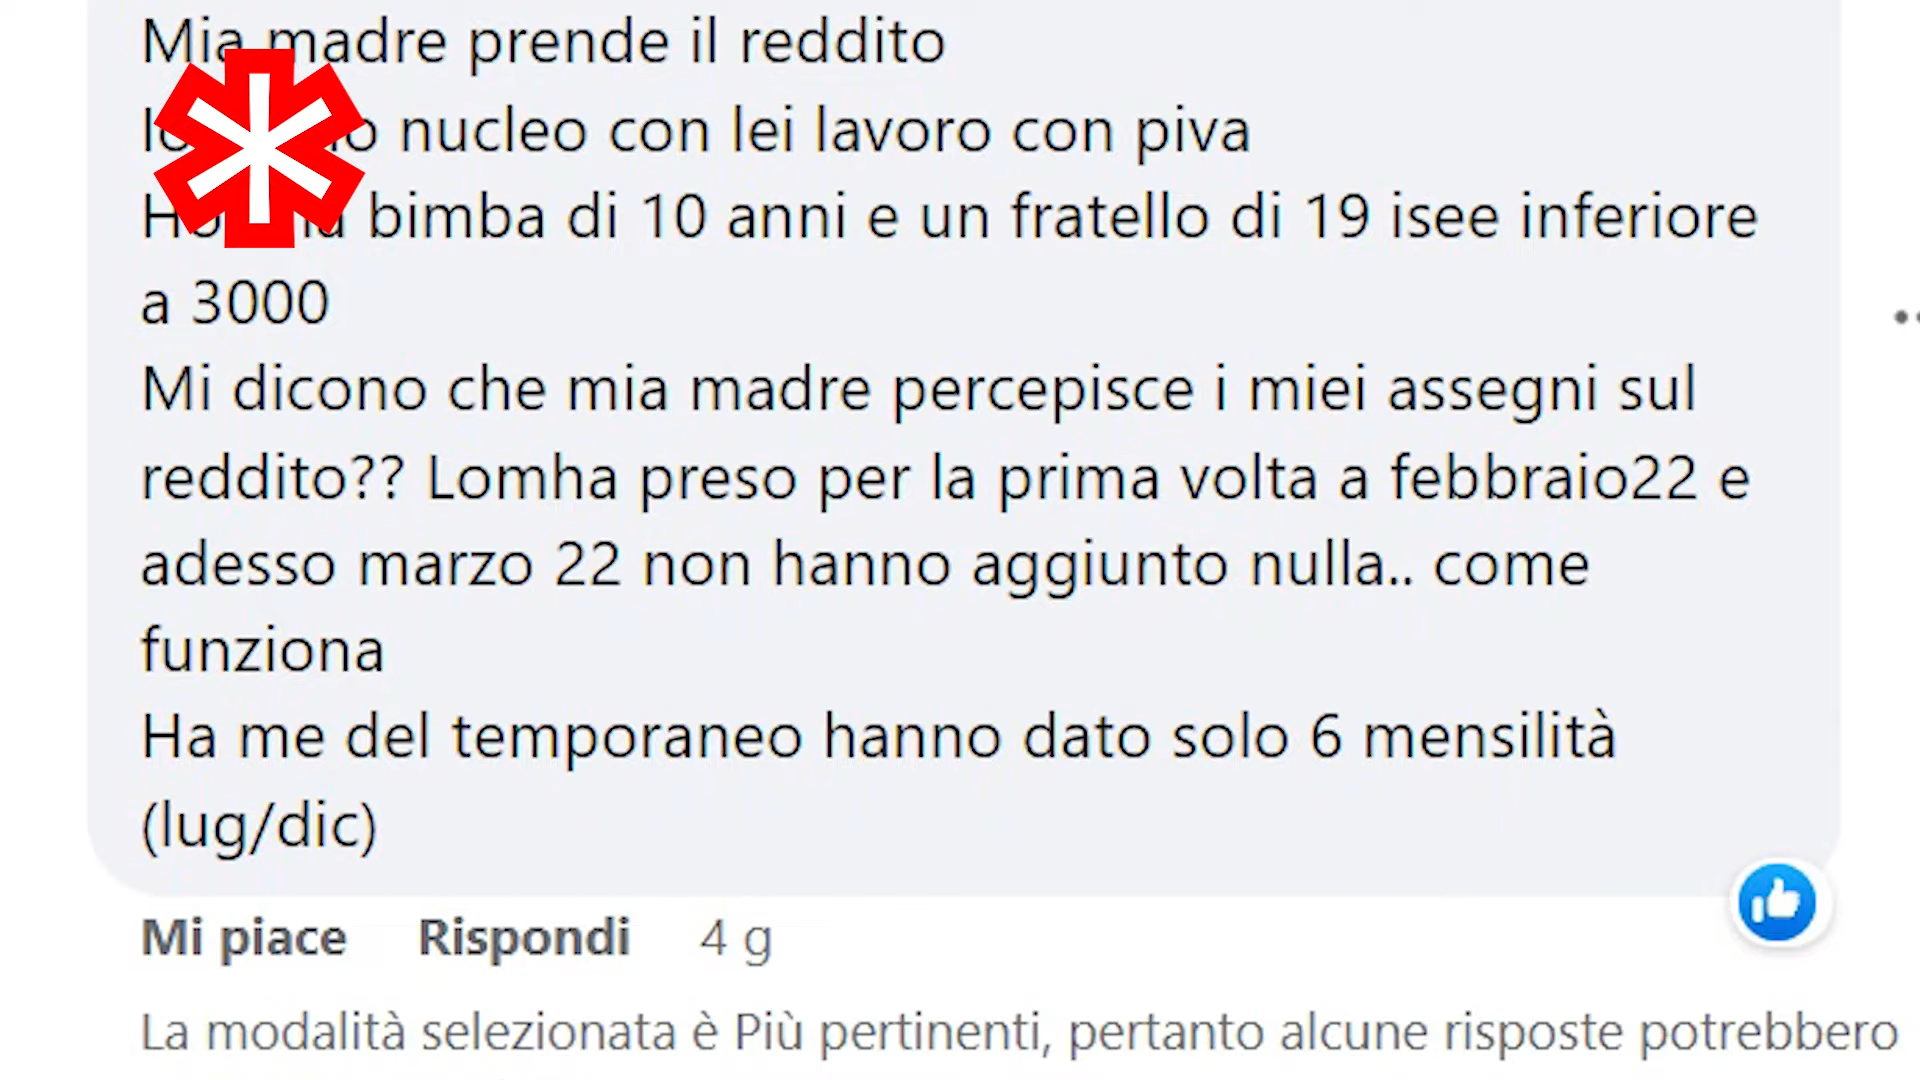 Mia madre prende il reddito
nucleo con lei lavoro con piva
bimba di 10 anni e un fratello di 19 isee inferiore
a 3000
Mi dicono che mia madre percepisce i miei assegni sul
reddito?? Lomha preso per la prima volta a febbraio22 e
adesso marzo 22 non hanno aggiunto nulla.. come
funziona
Ha me del temporaneo hanno dato solo 6 mensilità
(lug/dic)
Mi piace Rispondi 4 g
La modalità selezionata è Più pertinenti, pertanto alcune risposte potrebbero